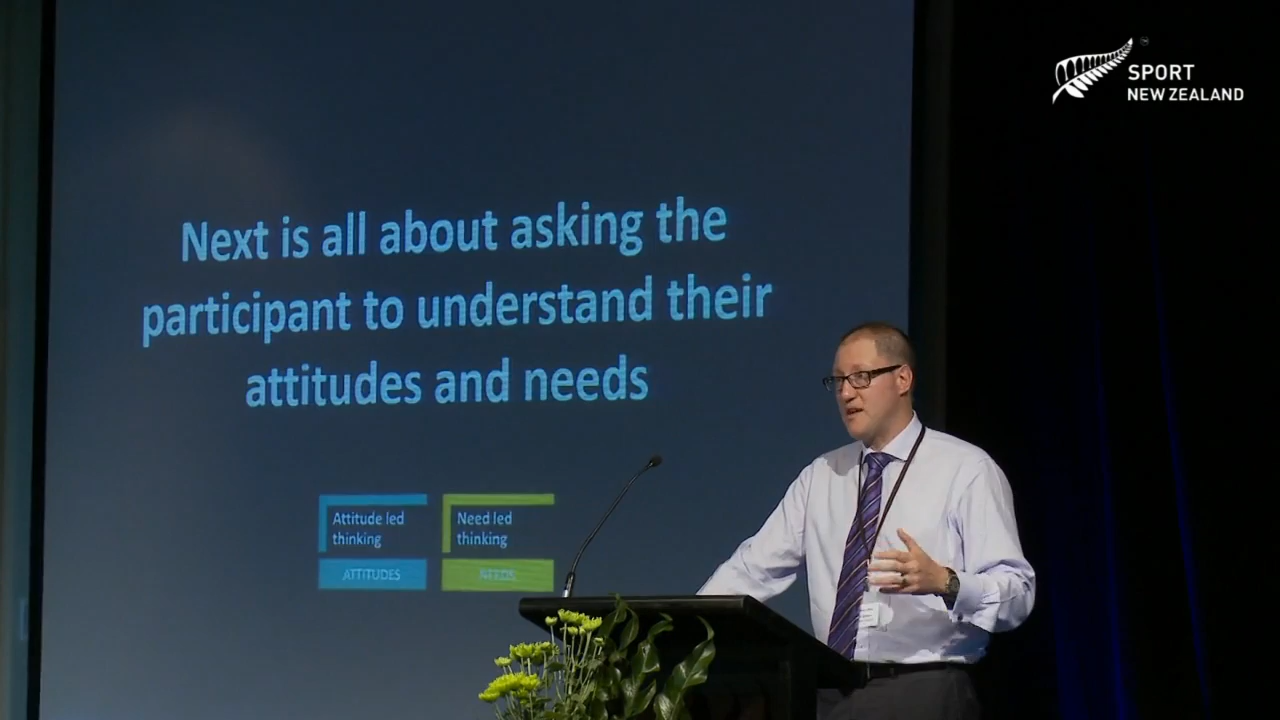 SPORT
NEW ZEALAND
Next is all about asking the
participant to understand their
attitudes and needs
Attitude led
thinking
Need led
thinking
ATTITUDES
NEEDS